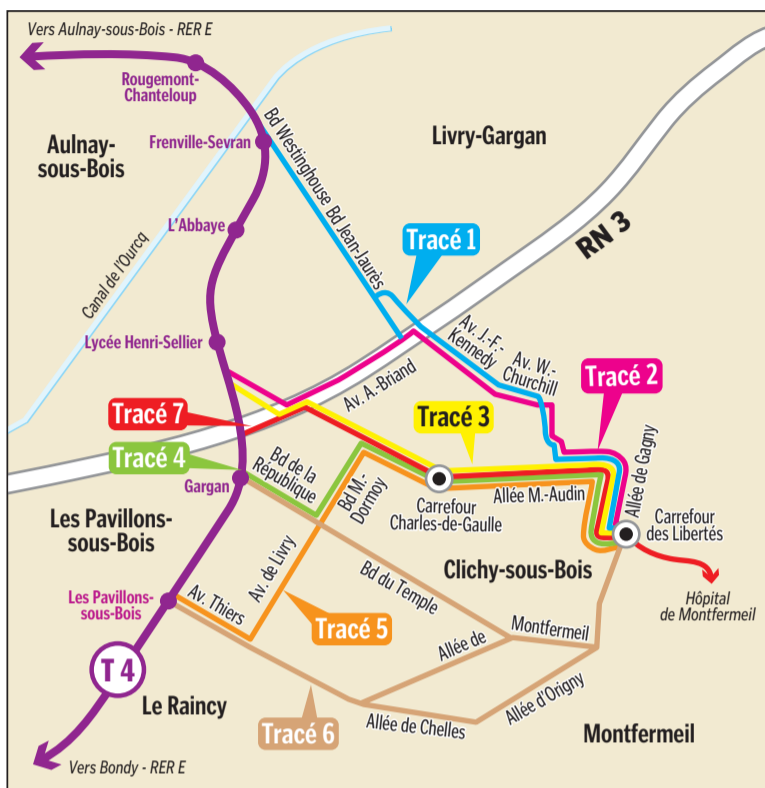 Vers Aulnay-sous-Bois - RER E
Rougemont-
Chanteloup
Aulnay-
sous-Bois
Frenville-Sevran
Bd Westinghouse
Bd Jean-Jaurès
Livry-Gargan
L'Abbaye
Canal de l'Ourcq
Tracé 1
RN 3
Lycée Henri-Sellier
Av. J.-F.-
Kennedy
Av. W.-
Churchill
Av. A.-Briand
Tracé 2
Tracé 7
Tracé 3
Tracé 4
Gargan
Bd de la
République
Bd M.-
Dormoy
Carrefour
Charles-de-Gaulle
Allée M.-Audin
Allée de Gagny
Carrefour
des Libertés
Les Pavillons-
sous-Bois
Clichy-sous-Bois
Hôpital
de Montfermeil
Les Pavillons-
sous-Bois
Av. Thiers
Av. de Livry
Tracé 5
Bd du Temple
Allée de
Montfermeil
T4
Le Raincy
Tracé 6
Allée de Chelles
Allée d'Origny
Montfermeil
Vers Bondy - RER E